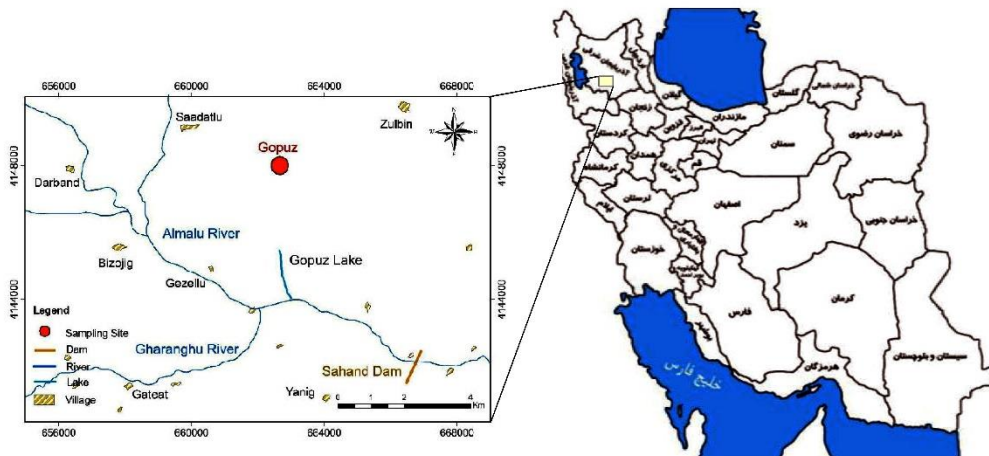 656000 660000 664000 668000
Saadatlu
Zulbin
Gopuz
4148000
4148000
Darband
Almalu River
Bizojig
Gopuz Lake
Gezellu
4144000
4144000
Legend
Sampling Site
Dam
River
Lake
Village
Gharanghu River
Sahand Dam
Gatcat
Yanig
0 2 4
Km
656000 660000 664000 668000
آذربایجان شرقی
گیلان
زنجان
مازندران
گلستان
خراسان شمالی
کردستان
قزوین
تهران
سمنان
خراسان رضوی
همدان
کرمانشاه
قم
مرکزی
ایلام
لرستان
اصفهان
یزد
خراسان جنوبی
خوزستان
کرمان
فارس
بوشهر
سیستان و بلوچستان
هرمزگان
خلیج فارس